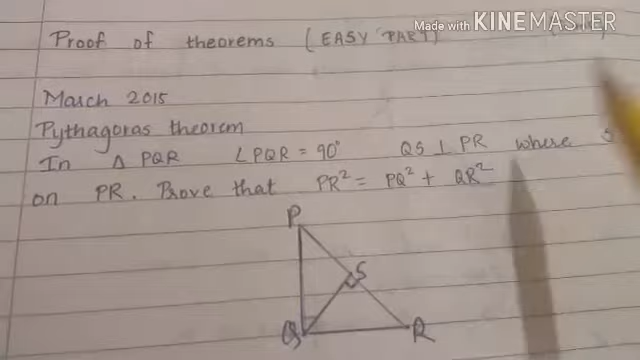 Made with KINEMASTER
Proof of theorems (EASY PART)
March 2015
Pythagoras theorem
In Δ PQR ∠PQR = 90° QS ⊥ PR where S
on PR. Prove that PR² = PQ² + QR²
P
S
Q R